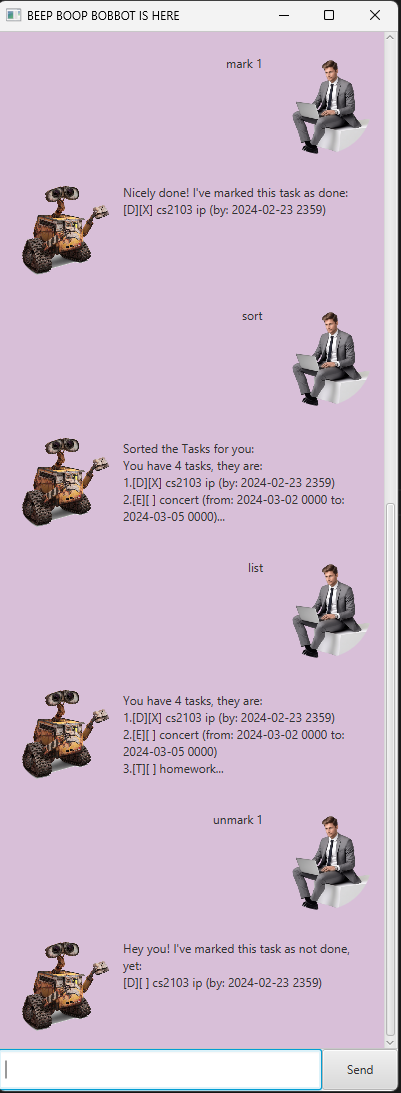 BEEP BOOP BOBBOT IS HERE
mark 1
Nicely done! I've marked this task as done:
[D][X] cs2103 ip (by: 2024-02-23 2359)
sort
Sorted the Tasks for you:
You have 4 tasks, they are:
1.[D][X] cs2103 ip (by: 2024-02-23 2359)
2.[E][ ] concert (from: 2024-03-02 0000 to:
2024-03-05 0000)...
list
You have 4 tasks, they are:
1.[D][X] cs2103 ip (by: 2024-02-23 2359)
2.[E][ ] concert (from: 2024-03-02 0000 to:
2024-03-05 0000)
3.[T][ ] homework...
unmark 1
Hey you! I've marked this task as not done,
yet:
[D][ ] cs2103 ip (by: 2024-02-23 2359)
Send